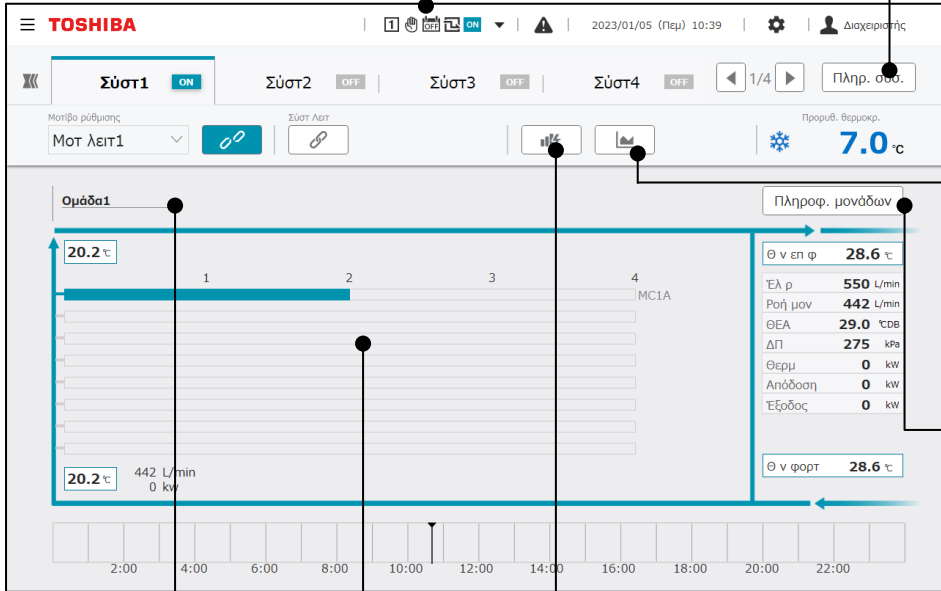 TOSHIBA 1 OFF ON 2023/01/05 (Πεμ) 10:39 Διαχειριστής
Σύστ1 ON Σύστ2 OFF Σύστ3 OFF Σύστ4 OFF 1/4 Πληρ. σύσ.
Μοτίβο ρύθμισης Σύστ Λειτ Προρυθ. θερμοκρ.
Μοτ λειτ1 7.0 °C
Ομάδα1 Πληροφ. μονάδων
20.2 ℃ Θ ν επ φ 28.6 ℃
1 2 3 4
MC1A
Έλ ρ 550 L/min
Ροή μον 442 L/min
ΘΕΑ 29.0 ℃DB
ΔΠ 275 kPa
Θερμ 0 kW
Απόδοση 0 kW
Έξοδος 0 kW
20.2 ℃ 442 L/min
0 kW
Θ ν φορτ 28.6 ℃
2:00 4:00 6:00 8:00 10:00 12:00 14:00 16:00 18:00 20:00 22:00